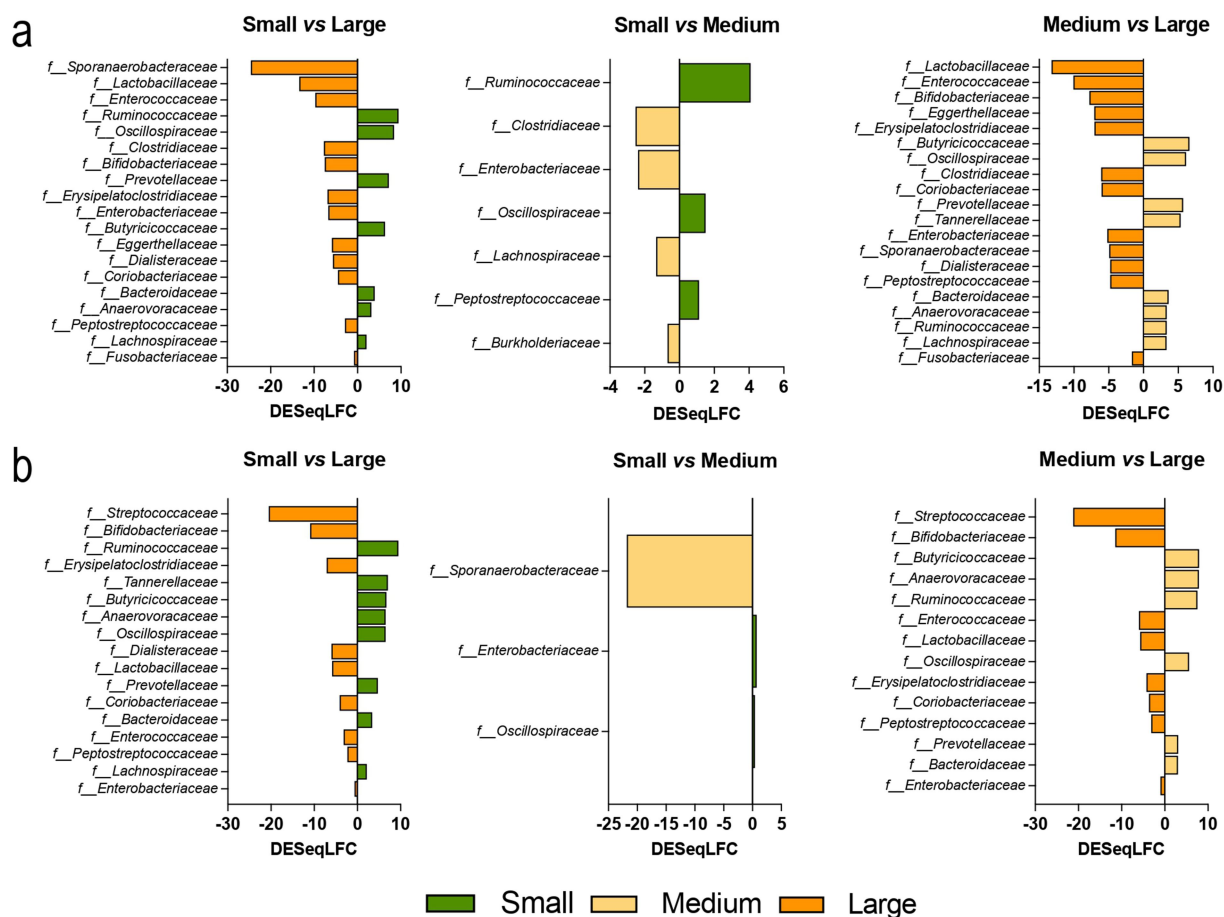 a
Small vs Large
f__Sporanaerobacteraceae
f__Lactobacillaceae
f__Enterococcaceae
f__Ruminococcaceae
f__Oscillospiraceae
f__Clostridiaceae
f__Bifidobacteriaceae
f__Prevotellaceae
f__Erysipelatoclostridiaceae
f__Enterobacteriaceae
f__Butyricicoccaceae
f__Eggerthellaceae
f__Dialisteraceae
f__Coriobacteriaceae
f__Bacteroidaceae
f__Anaerovoracaceae
f__Peptostreptococcaceae
f__Lachnospiraceae
f__Fusobacteriaceae
-30 -20 -10 0 10
DESeqLFC
Small vs Medium
f__Ruminococcaceae
f__Clostridiaceae
f__Enterobacteriaceae
f__Oscillospiraceae
f__Lachnospiraceae
f__Peptostreptococcaceae
f__Burkholderiaceae
-4 -2 0 2 4 6
DESeqLFC
Medium vs Large
f__Lactobacillaceae
f__Enterococcaceae
f__Bifidobacteriaceae
f__Eggerthellaceae
f__Erysipelatoclostridiaceae
f__Butyricicoccaceae
f__Oscillospiraceae
f__Clostridiaceae
f__Coriobacteriaceae
f__Prevotellaceae
f__Tannerellaceae
f__Enterobacteriaceae
f__Sporanaerobacteraceae
f__Dialisteraceae
f__Peptostreptococcaceae
f__Bacteroidaceae
f__Anaerovoracaceae
f__Ruminococcaceae
f__Lachnospiraceae
f__Fusobacteriaceae
-15 -10 -5 0 5 10
DESeqLFC
b
Small vs Large
f__Streptococcaceae
f__Bifidobacteriaceae
f__Ruminococcaceae
f__Erysipelatoclostridiaceae
f__Tannerellaceae
f__Butyricicoccaceae
f__Anaerovoracaceae
f__Oscillospiraceae
f__Dialisteraceae
f__Lactobacillaceae
f__Prevotellaceae
f__Coriobacteriaceae
f__Bacteroidaceae
f__Enterococcaceae
f__Peptostreptococcaceae
f__Lachnospiraceae
f__Enterobacteriaceae
-30 -20 -10 0 10
DESeqLFC
Small vs Medium
f__Sporanaerobacteraceae
f__Enterobacteriaceae
f__Oscillospiraceae
-25 -20 -15 -10 -5 0 5
DESeqLFC
Medium vs Large
f__Streptococcaceae
f__Bifidobacteriaceae
f__Butyricicoccaceae
f__Anaerovoracaceae
f__Ruminococcaceae
f__Enterococcaceae
f__Lactobacillaceae
f__Oscillospiraceae
f__Erysipelatoclostridiaceae
f__Coriobacteriaceae
f__Peptostreptococcaceae
f__Prevotellaceae
f__Bacteroidaceae
f__Enterobacteriaceae
-30 -20 -10 0 10
DESeqLFC
Small Medium Large